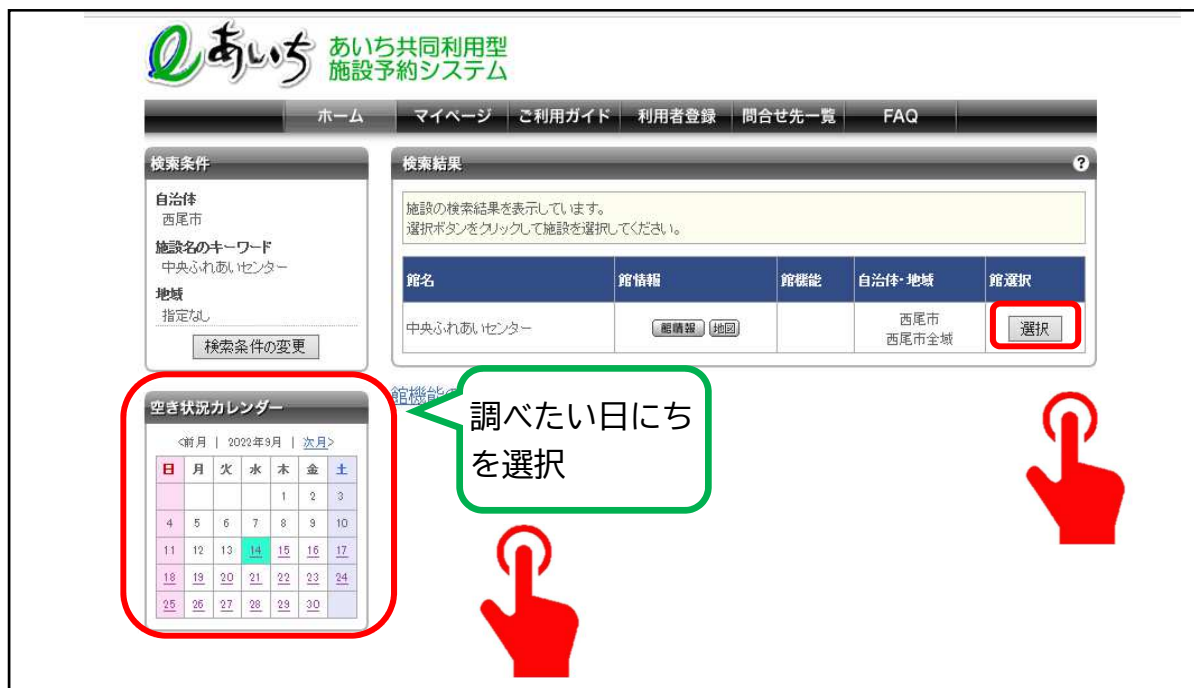 あいち
あいち共同利用型
施設予約システム
ホーム マイページ ご利用ガイド 利用者登録 問合せ先一覧 FAQ
検索条件
自治体
西尾市
施設名のキーワード
中央ふれあいセンター
地域
指定なし
検索条件の変更
検索結果 ?
施設の検索結果を表示しています。
選択ボタンをクリックして施設を選択してください。
館名 館情報 館機能 自治体・地域 館選択
中央ふれあいセンター 館情報 地図 西尾市 選択
西尾市全域
館機能の
空き状況カレンダー
<前月 | 2022年9月 | 次月>
日 月 火 水 木 金 土
1 2 3
4 5 6 7 8 9 10
11 12 13 14 15 16 17
18 19 20 21 22 23 24
25 26 27 28 29 30
調べたい日にち
を選択